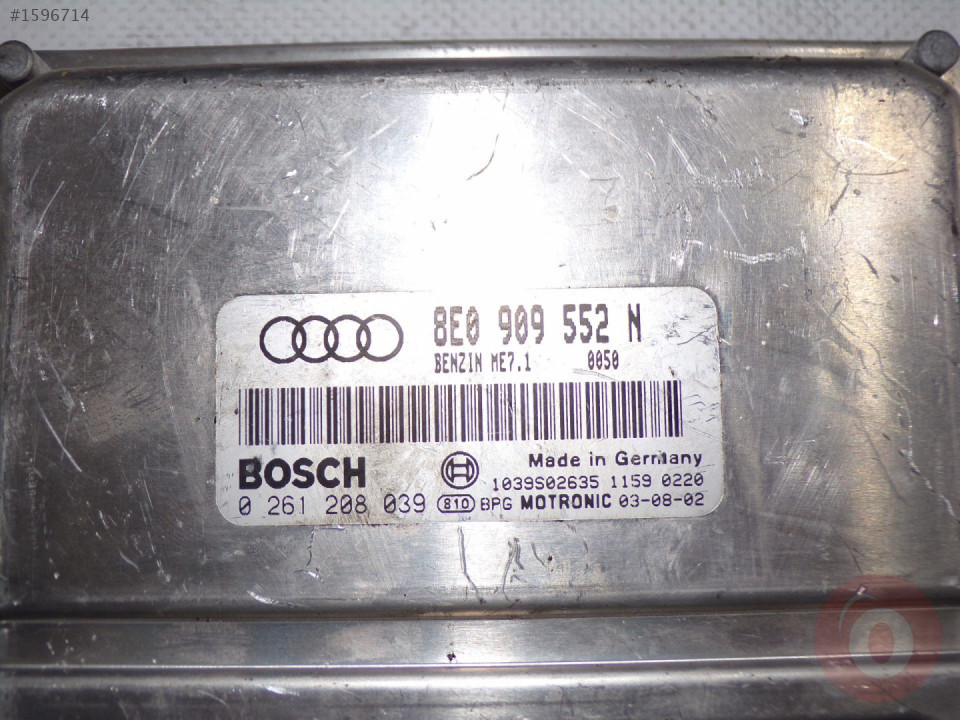 #1596714
8E0 909 552 N
BENZIN ME7.1 0050
BOSCH
Made in Germany
1039S02635 1159 0220
0 261 208 039 810 BPG MOTRONIC 03-08-02